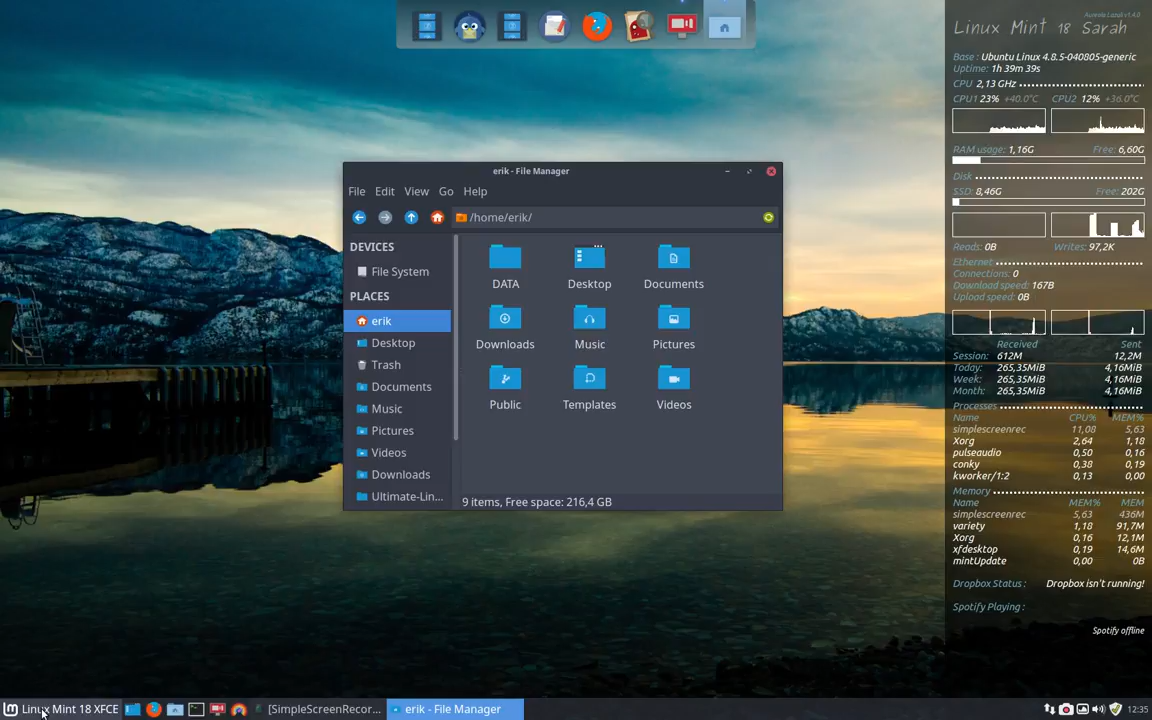 Aureola Lazuli v1.4.0
Linux Mint 18 Sarah
Base : Ubuntu Linux 4.8.5-040805-generic
Uptime: 1h 39m 39s
CPU 2,13 GHz
CPU1 23% +40.0°C CPU2 12% +36.0°C
RAM usage: 1,16G Free: 6,60G
Disk
SSD: 8,46G Free: 202G
Reads: 0B Writes: 97,2K
Ethernet
Connections: 0
Download speed: 167B
Upload speed: 0B
Received Sent
Session: 612M 12,2M
Today: 265,35MiB 4,16MiB
Week: 265,35MiB 4,16MiB
Month: 265,35MiB 4,16MiB
Processes
Name CPU% MEM%
simplescreenrec 11,08 5,63
Xorg 2,64 1,18
pulseaudio 0,50 0,16
conky 0,38 0,19
kworker/1:2 0,13 0,00
Memory
Name MEM% MEM
simplescreenrec 5,63 436M
variety 1,18 91,7M
Xorg 0,16 12,1M
xfdesktop 0,19 14,6M
mintUpdate 0,00 0B
Dropbox Status : Dropbox isn't running!
Spotify Playing :
Spotify offline
erik - File Manager
File Edit View Go Help
/home/erik/
DEVICES
File System
PLACES
erik
Desktop
Trash
Documents
Music
Pictures
Videos
Downloads
Ultimate-Lin...
DATA Desktop Documents
Downloads Music Pictures
Public Templates Videos
9 items, Free space: 216,4 GB
Linux Mint 18 XFCE
[SimpleScreenRecor...
erik - File Manager
12:35